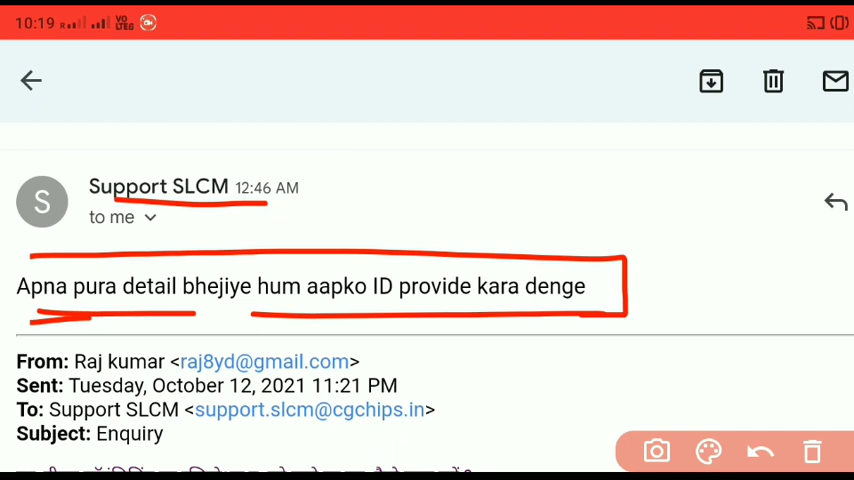 10:19 R VO LTEG
S
Support SLCM 12:46 AM
to me
Apna pura detail bhejiye hum aapko ID provide kara denge
From: Raj kumar <raj8yd@gmail.com>
Sent: Tuesday, October 12, 2021 11:21 PM
To: Support SLCM <support.slcm@cgchips.in>
Subject: Enquiry